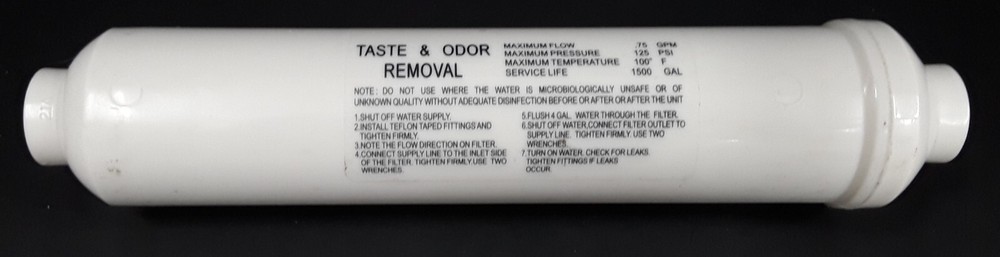 TASTE & ODOR
REMOVAL
MAXIMUM FLOW .75 GPM
MAXIMUM PRESSURE 125 PSI
MAXIMUM TEMPERATURE 100° F
SERVICE LIFE 1500 GAL
NOTE: DO NOT USE WHERE THE WATER IS MICROBIOLOGICALLY UNSAFE OR OF
UNKNOWN QUALITY WITHOUT ADEQUATE DISINFECTION BEFORE OR AFTER OR AFTER THE UNIT
1.SHUT OFF WATER SUPPLY.
2.INSTALL TEFLON TAPED FITTINGS AND
TIGHTEN FIRMLY.
3.NOTE THE FLOW DIRECTION ON FILTER.
4.CONNECT SUPPLY LINE TO THE INLET SIDE
OF THE FILTER. TIGHTEN FIRMLY.USE TWO
WRENCHES.
5.FLUSH 4 GAL. WATER THROUGH THE FILTER.
6.SHUT OFF WATER,CONNECT FILTER OUTLET TO
SUPPLY LINE. TIGHTEN FIRMLY. USE TWO
WRENCHES.
7.TURN ON WATER. CHECK FOR LEAKS.
TIGHTEN FITTINGS IF LEAKS
OCCUR.